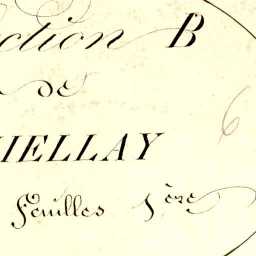 ction B
de
IELLAY
Feuilles 1ère